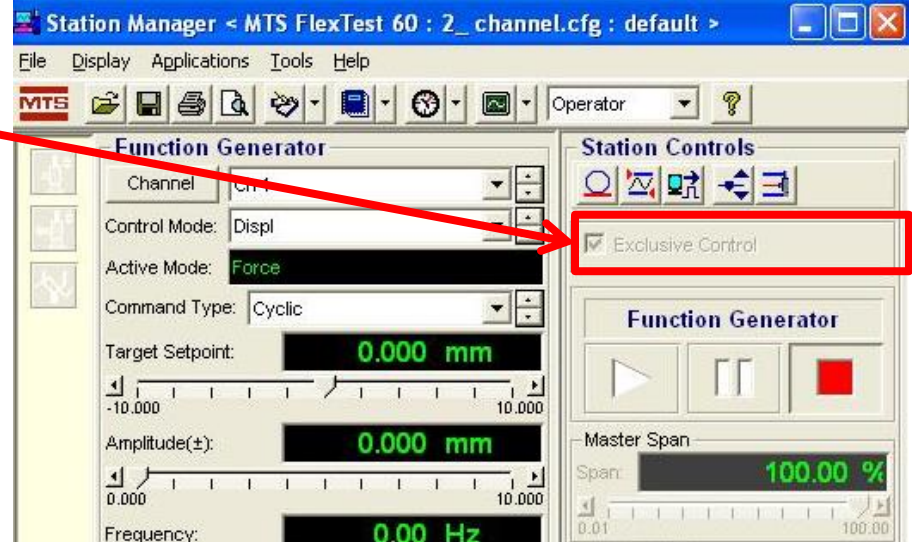 Station Manager < MTS FlexTest 60 : 2_ channel.cfg : default >
File Display Applications Tools Help
MTS Operator ?
Function Generator
Channel
Control Mode: Displ
Active Mode: Force
Command Type: Cyclic
Target Setpoint: 0.000 mm
-10.000 10.000
Amplitude(±): 0.000 mm
0.000 10.000
Frequency: 0.00 Hz
Station Controls
Exclusive Control
Function Generator
Master Span
Span: 100.00 %
0.01 100.00